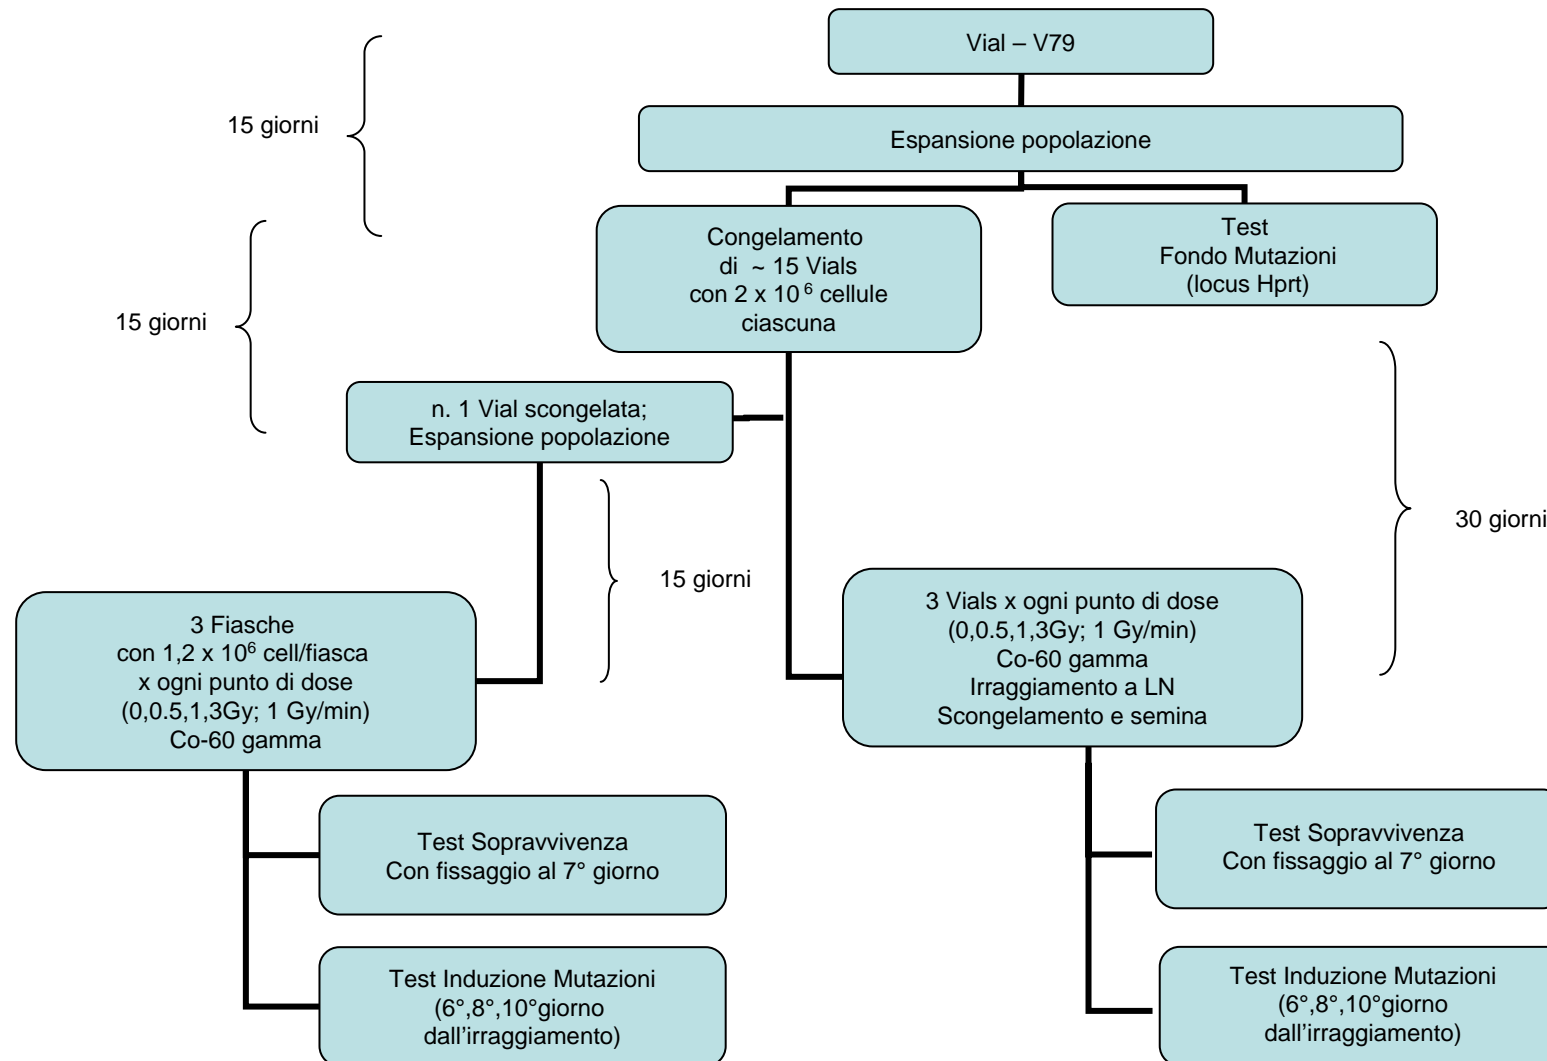 Vial – V79
15 giorni
Espansione popolazione
Congelamento
di ~ 15 Vials
con 2 x 10⁶ cellule
ciascuna
Test
Fondo Mutazioni
(locus Hprt)
15 giorni
n. 1 Vial scongelata;
Espansione popolazione
30 giorni
15 giorni
3 Fiasche
con 1,2 x 10⁶ cell/fiasca
x ogni punto di dose
(0,0.5,1,3Gy; 1 Gy/min)
Co-60 gamma
3 Vials x ogni punto di dose
(0,0.5,1,3Gy; 1 Gy/min)
Co-60 gamma
Irraggiamento a LN
Scongelamento e semina
Test Sopravvivenza
Con fissaggio al 7° giorno
Test Sopravvivenza
Con fissaggio al 7° giorno
Test Induzione Mutazioni
(6°,8°,10°giorno
dall'irraggiamento)
Test Induzione Mutazioni
(6°,8°,10°giorno
dall'irraggiamento)